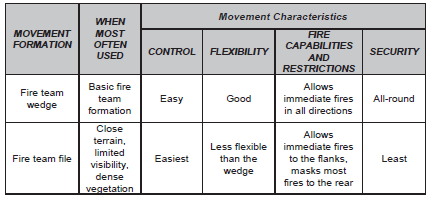 Movement Characteristics
MOVEMENT
FORMATION
WHEN
MOST
OFTEN
USED
CONTROL
FLEXIBILITY
FIRE
CAPABILITIES
AND
RESTRICTIONS
SECURITY
Fire team
wedge
Basic fire
team
formation
Easy
Good
Allows
immediate fires
in all directions
All-round
Fire team file
Close
terrain,
limited
visibility,
dense
vegetation
Easiest
Less flexible
than the
wedge
Allows
immediate fires
to the flanks,
masks most
fires to the rear
Least